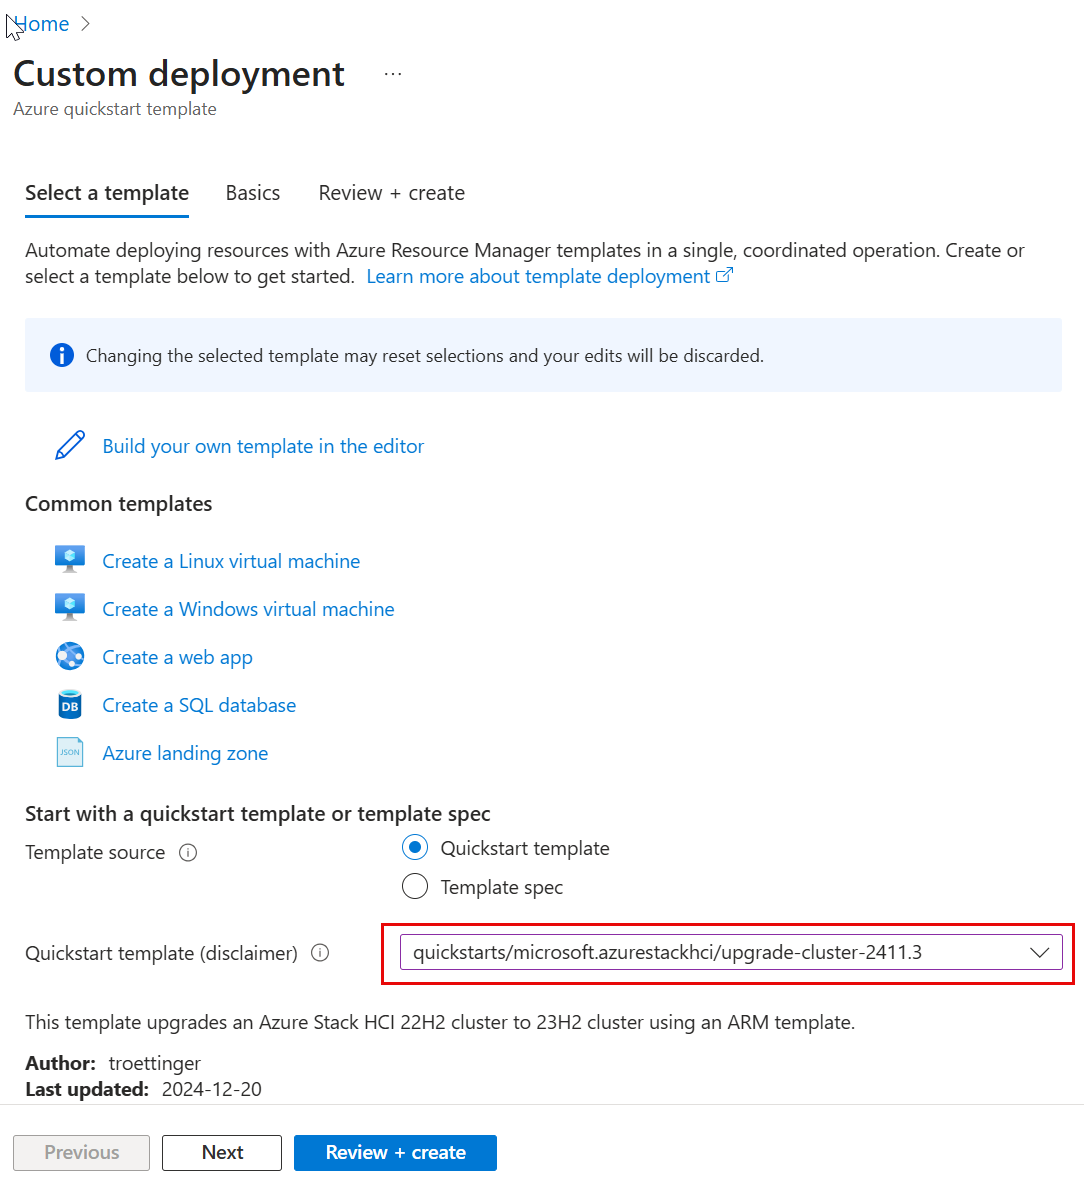 Home
Custom deployment ...
Azure quickstart template
Select a template Basics Review + create
Automate deploying resources with Azure Resource Manager templates in a single, coordinated operation. Create or
select a template below to get started. Learn more about template deployment
Changing the selected template may reset selections and your edits will be discarded.
Build your own template in the editor
Common templates
Create a Linux virtual machine
Create a Windows virtual machine
Create a web app
DB Create a SQL database
JSON Azure landing zone
Start with a quickstart template or template spec
Template source Quickstart template
Template spec
Quickstart template (disclaimer) quickstarts/microsoft.azurestackhci/upgrade-cluster-2411.3
This template upgrades an Azure Stack HCI 22H2 cluster to 23H2 cluster using an ARM template.
Author: troettinger
Last updated: 2024-12-20
Previous Next Review + create